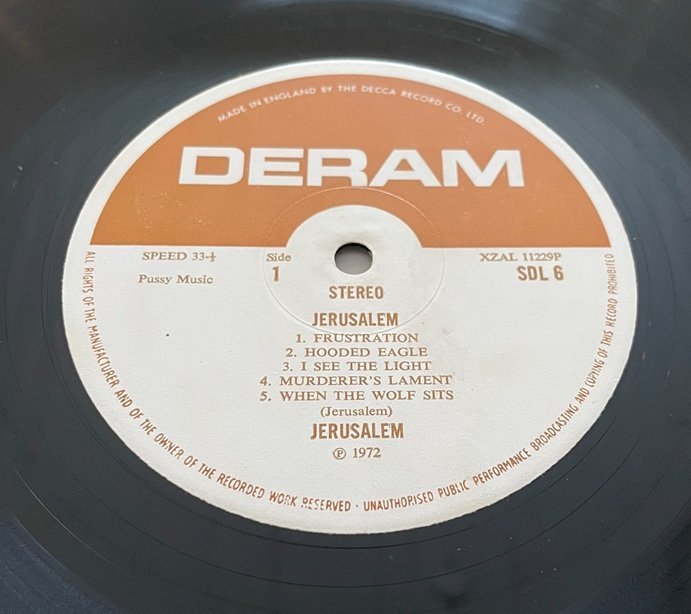 MADE IN ENGLAND BY THE DECCA RECORD CO. LTD.
DERAM
SPEED 33-⅓
Side
XZAL 11229P
Pussy Music
1
SDL 6
STEREO
JERUSALEM
1. FRUSTRATION
2. HOODED EAGLE
3. I SEE THE LIGHT
4. MURDERER'S LAMENT
5. WHEN THE WOLF SITS
(Jerusalem)
JERUSALEM
℗ 1972
ALL RIGHTS OF THE MANUFACTURER AND OF THE OWNER OF THE RECORDED WORK RESERVED · UNAUTHORISED PUBLIC PERFORMANCE BROADCASTING AND COPYING OF THIS RECORD PROHIBITED